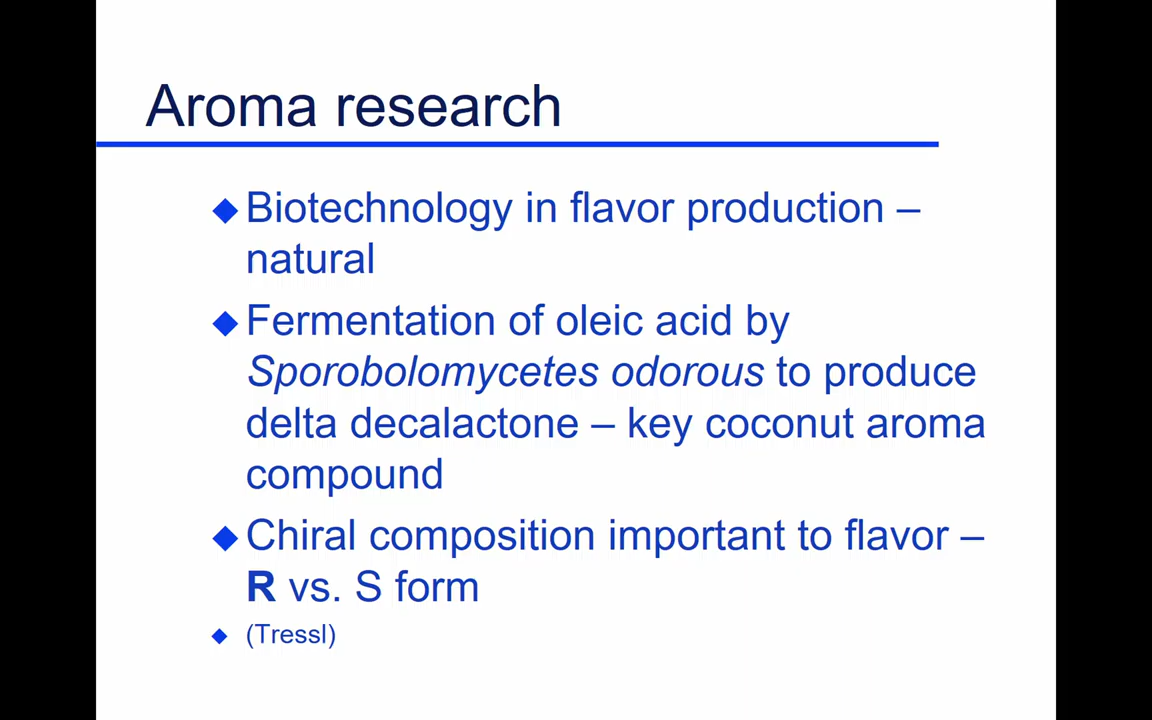 Aroma research
◆ Biotechnology in flavor production –
natural
◆ Fermentation of oleic acid by
Sporobolomycetes odorous to produce
delta decalactone – key coconut aroma
compound
◆ Chiral composition important to flavor –
R vs. S form
◆ (Tressl)